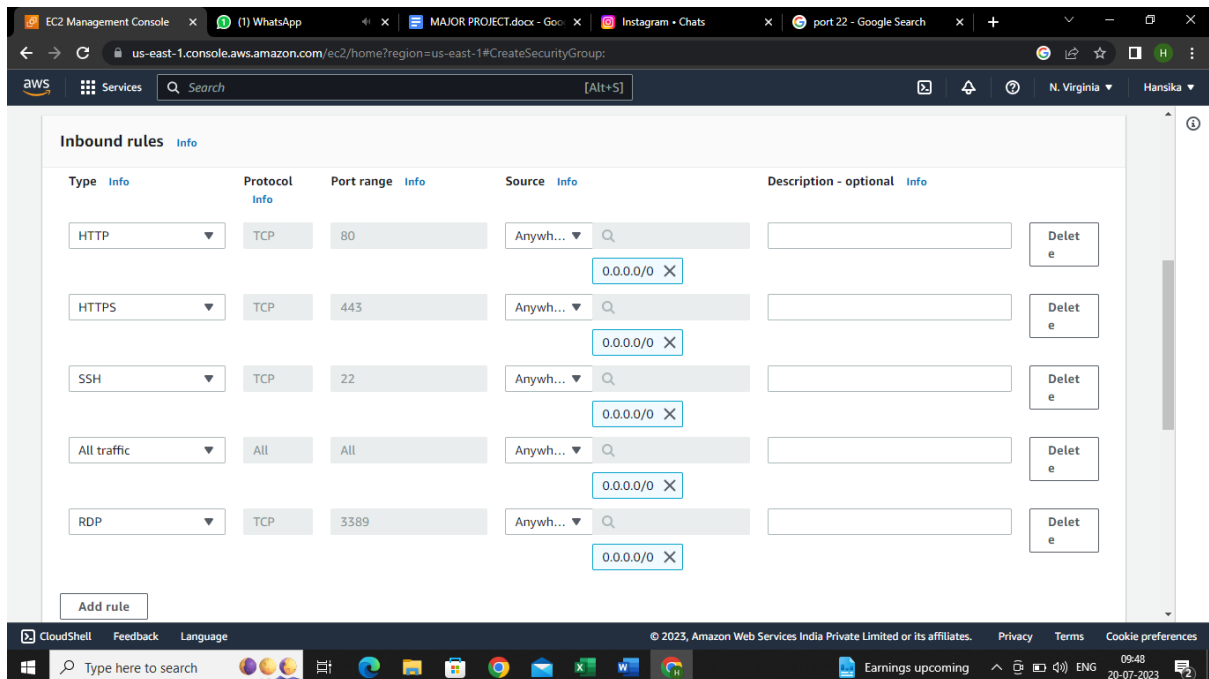 EC2 Management Console
(1) WhatsApp
MAJOR PROJECT.docx - Goo
Instagram • Chats
port 22 - Google Search
us-east-1.console.aws.amazon.com/ec2/home?region=us-east-1#CreateSecurityGroup:
H
aws
Services
Search
[Alt+S]
N. Virginia
Hansika
Inbound rules Info
Type Info
Protocol
Info
Port range Info
Source Info
Description - optional Info
HTTP
TCP
80
Anywh...
Delet
e
0.0.0.0/0
HTTPS
TCP
443
Anywh...
Delet
e
0.0.0.0/0
SSH
TCP
22
Anywh...
Delet
e
0.0.0.0/0
All traffic
All
All
Anywh...
Delet
e
0.0.0.0/0
RDP
TCP
3389
Anywh...
Delet
e
0.0.0.0/0
Add rule
CloudShell
Feedback
Language
© 2023, Amazon Web Services India Private Limited or its affiliates.
Privacy
Terms
Cookie preferences
Type here to search
Earnings upcoming
ENG
09:48
20-07-2023
2